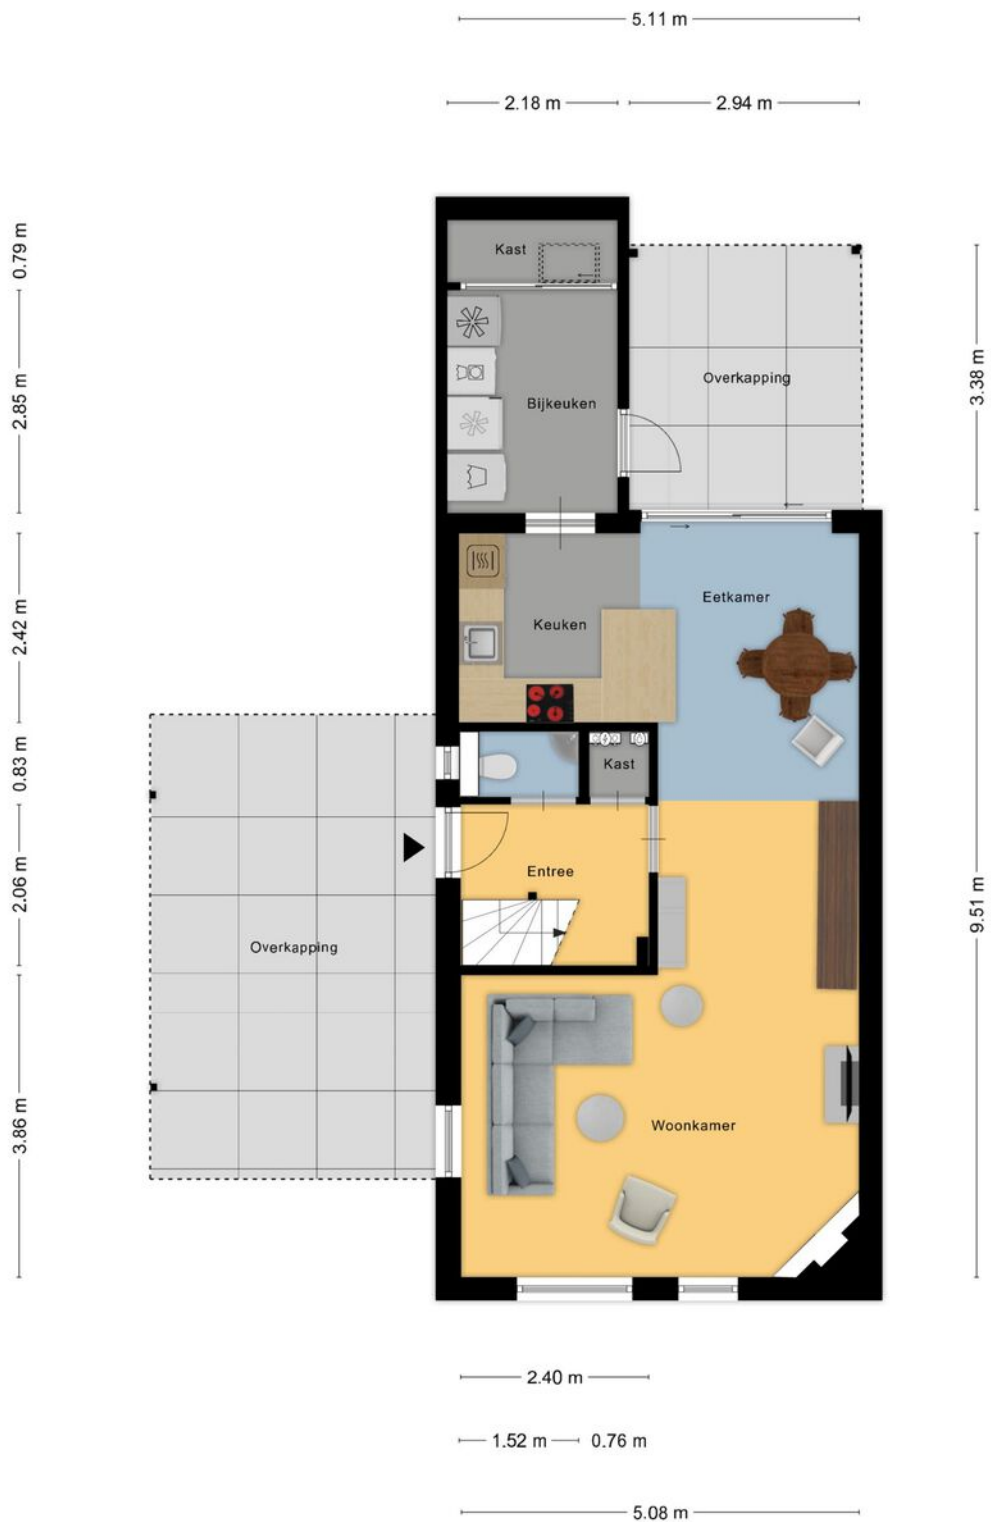 5.11 m
2.18 m
2.94 m
0.79 m
2.85 m
2.42 m
0.83 m
2.06 m
3.86 m
Kast
Bijkeuken
Overkapping
3.38 m
Keuken
Eetkamer
Kast
Entree
Overkapping
Woonkamer
9.51 m
2.40 m
1.52 m
0.76 m
5.08 m